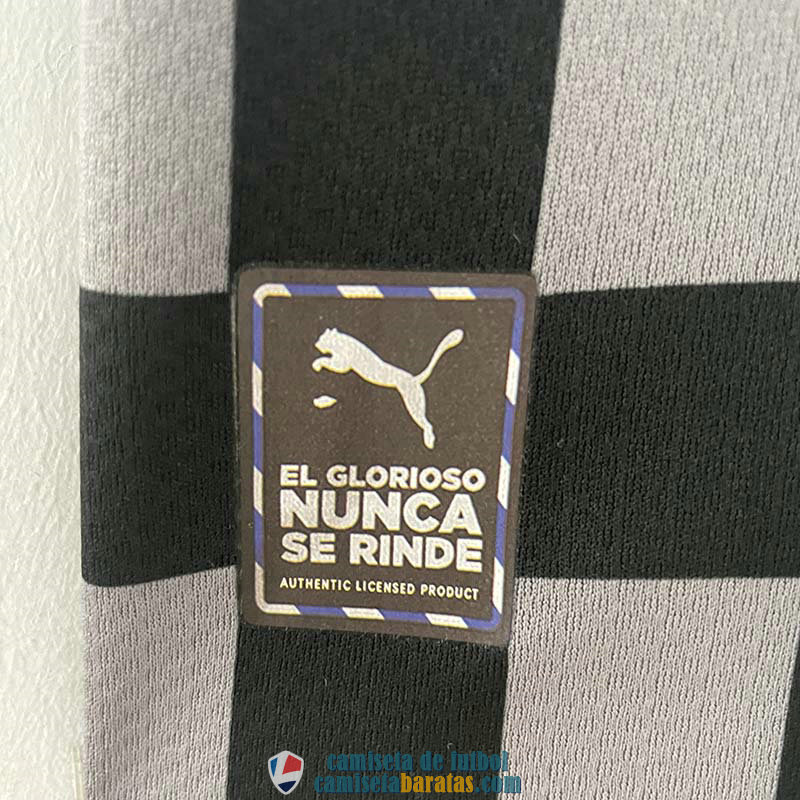 EL GLORIOSO
NUNCA
SE RINDE
AUTHENTIC LICENSED PRODUCT
camiseta de futbol
camisetabaratas.com